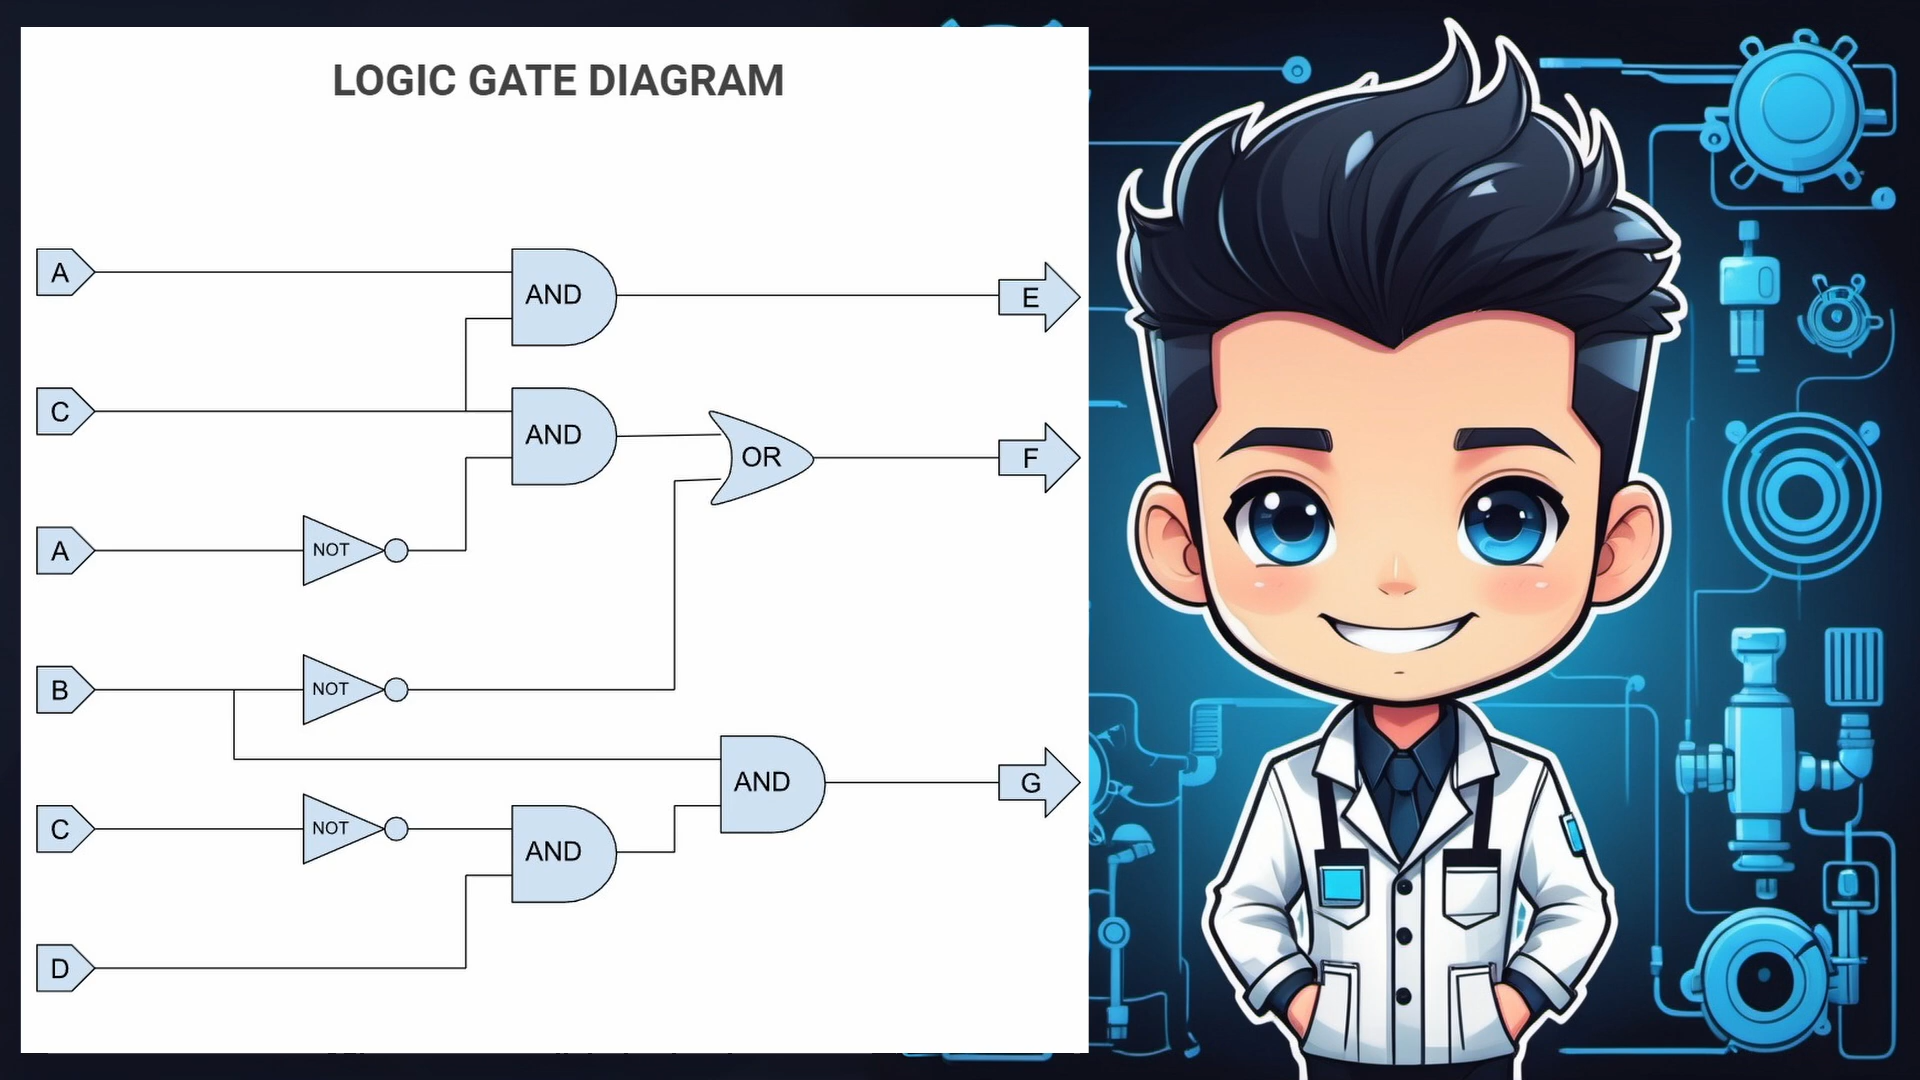 LOGIC GATE DIAGRAM
A
AND
E
C
AND
OR
F
A
NOT
B
NOT
AND
G
C
NOT
AND
D